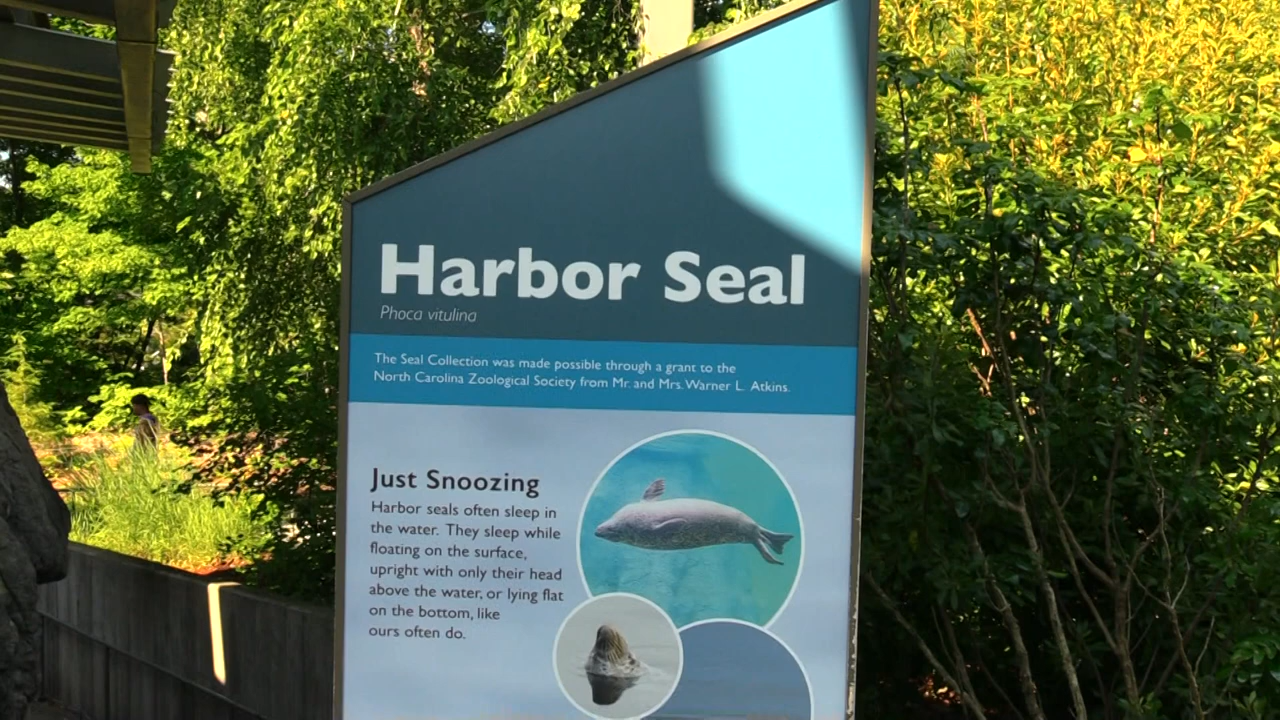 Harbor Seal
Phoca vitulina
The Seal Collection was made possible through a grant to the
North Carolina Zoological Society from Mr. and Mrs. Warner L. Atkins.
Just Snoozing
Harbor seals often sleep in
the water. They sleep while
floating on the surface,
upright with only their head
above the water, or lying flat
on the bottom, like
ours often do.